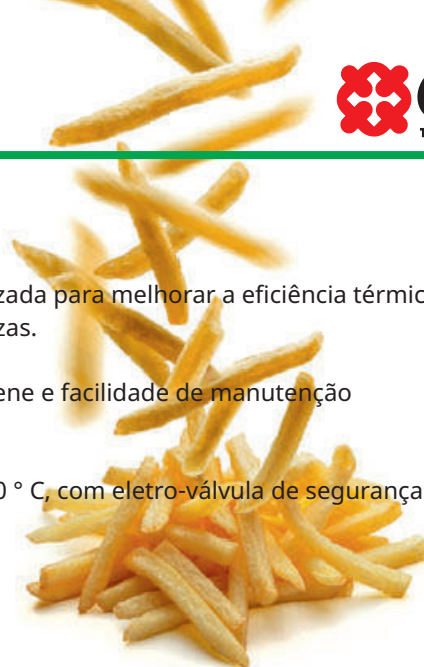 zada para melhorar a eficiência térmic
zas.
ene e facilidade de manutenção
0 ° C, com eletro-válvula de segurança